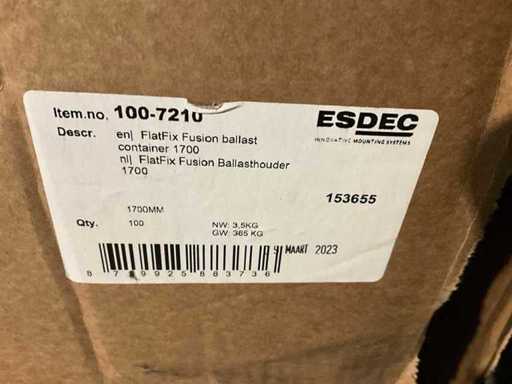 Item.no. 100-7210
ESDEC
INNOVATIVE MOUNTING SYSTEMS
Descr. en| FlatFix Fusion ballast
container 1700
nl| FlatFix Fusion Ballasthouder
1700
153655
1700MM
Qty. 100 NW: 3,5KG
GW: 365 KG
9 MAART 2023
8 719925 883736